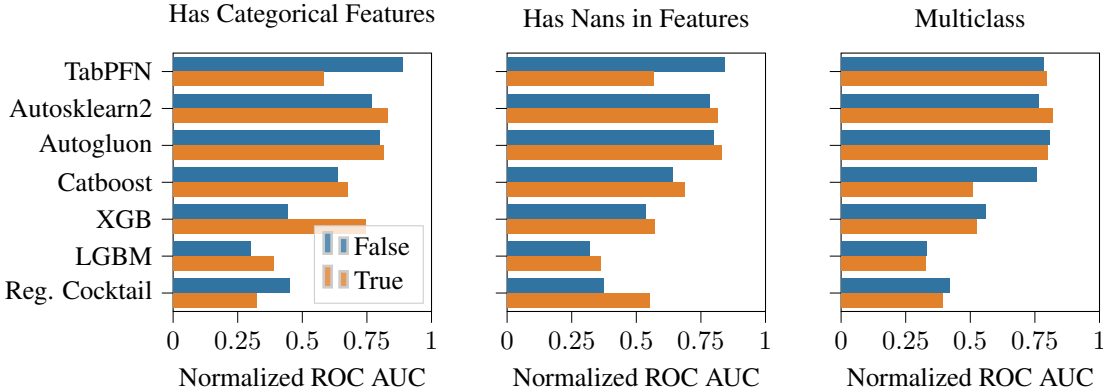 Has Categorical Features
Has Nans in Features
Multiclass
TabPFN
Autosklearn2
Autogluon
Catboost
XGB
LGBM
Reg. Cocktail
False
True
0 0.25 0.5 0.75 1
0 0.25 0.5 0.75 1
0 0.25 0.5 0.75 1
Normalized ROC AUC
Normalized ROC AUC
Normalized ROC AUC